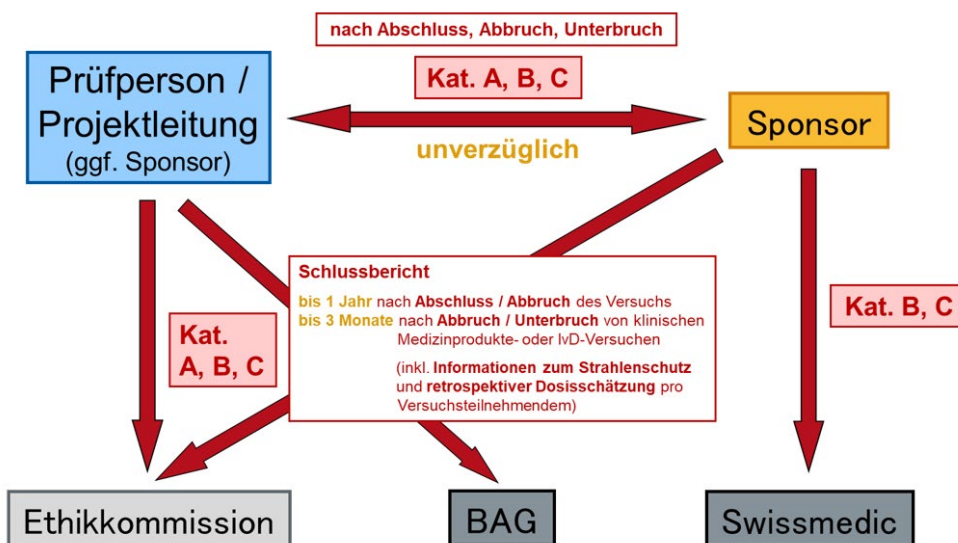 nach Abschluss, Abbruch, Unterbruch
Prüfperson /
Projektleitung
(ggf. Sponsor)
Kat. A, B, C
unverzüglich
Sponsor
Schlussbericht
bis 1 Jahr nach Abschluss / Abbruch des Versuchs
bis 3 Monate nach Abbruch / Unterbruch von klinischen
Medizinprodukte- oder IvD-Versuchen
(inkl. Informationen zum Strahlenschutz
und retrospektiver Dosisschätzung pro
Versuchsteilnehmendem)
Kat.
A, B, C
Kat. B, C
Ethikkommission
BAG
Swissmedic